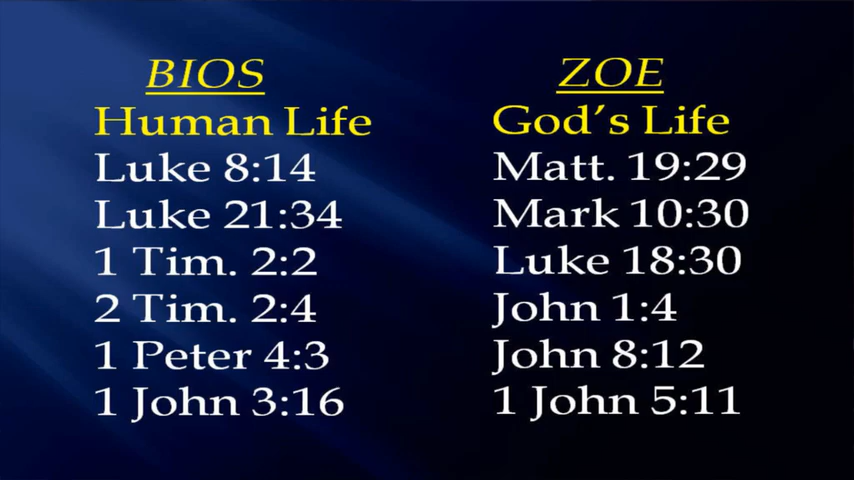 BIOS
Human Life
Luke 8:14
Luke 21:34
1 Tim. 2:2
2 Tim. 2:4
1 Peter 4:3
1 John 3:16
ZOE
God’s Life
Matt. 19:29
Mark 10:30
Luke 18:30
John 1:4
John 8:12
1 John 5:11